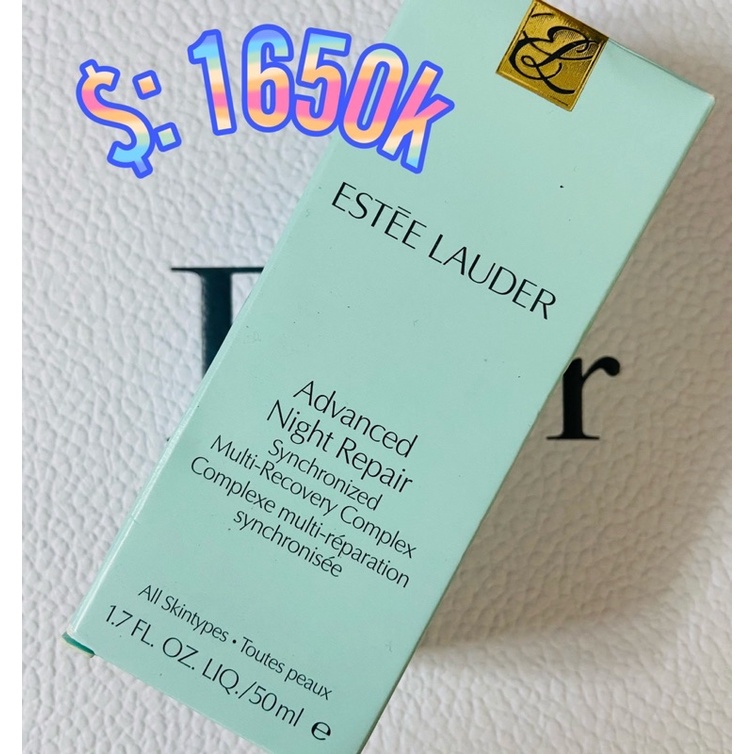 $: 1650k
ESTĒE LAUDER
Advanced
Night Repair
Synchronized
Multi-Recovery Complex
Complexe multi-réparation
synchronisée
All Skintypes • Toutes peaux
1.7 FL. OZ. LIQ./50ml e